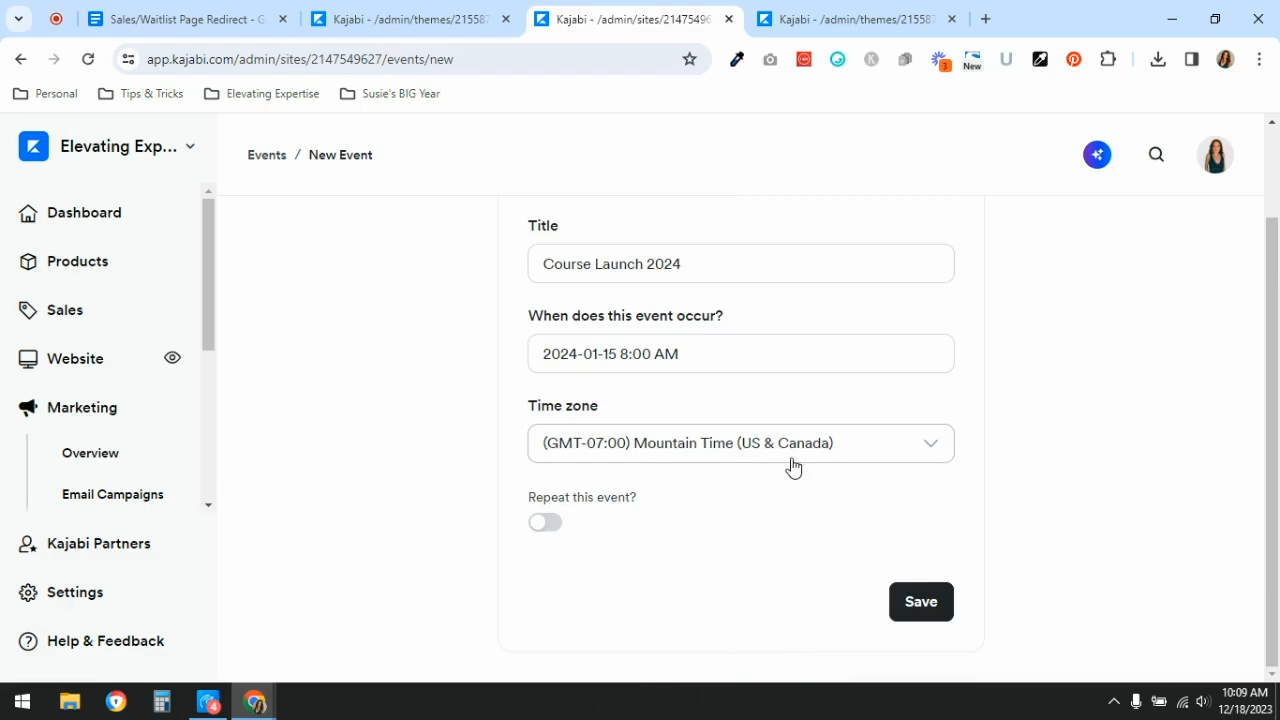 Sales/Waitlist Page Redirect - G
Kajabi - /admin/themes/21558
Kajabi - /admin/sites/21475496
Kajabi - /admin/themes/21558
app.kajabi.com/admin/sites/2147549627/events/new
3
New
Personal
Tips & Tricks
Elevating Expertise
Susie's BIG Year
Elevating Exp...
Events / New Event
Dashboard
Products
Sales
Website
Marketing
Overview
Email Campaigns
Kajabi Partners
Settings
Help & Feedback
Title
Course Launch 2024
When does this event occur?
2024-01-15 8:00 AM
Time zone
(GMT-07:00) Mountain Time (US & Canada)
Repeat this event?
Save
4
10:09 AM
12/18/2023